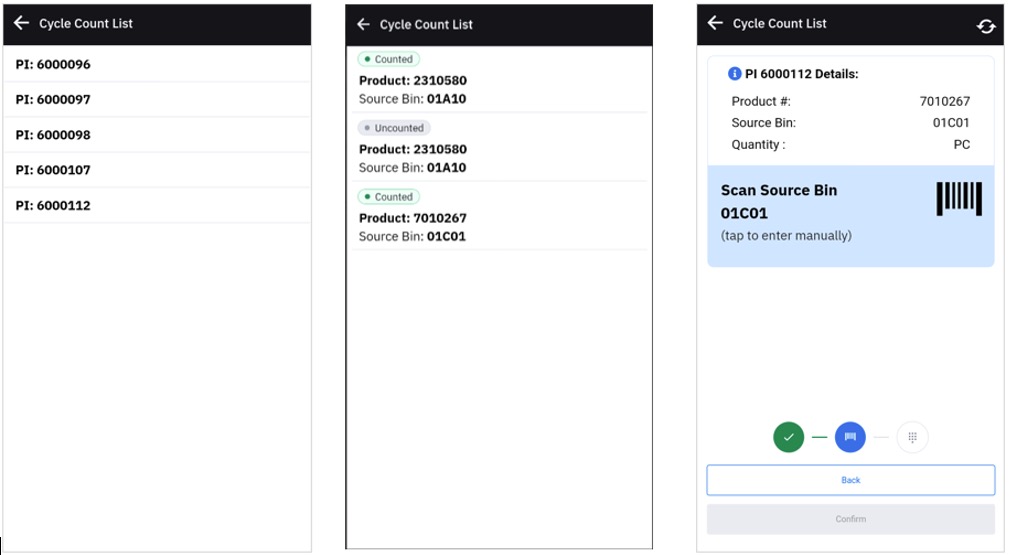 Cycle Count List
PI: 6000096
PI: 6000097
PI: 6000098
PI: 6000107
PI: 6000112
Cycle Count List
Counted
Product: 2310580
Source Bin: 01A10
Uncounted
Product: 2310580
Source Bin: 01A10
Counted
Product: 7010267
Source Bin: 01C01
Cycle Count List
PI 6000112 Details:
Product #: 7010267
Source Bin: 01C01
Quantity : PC
Scan Source Bin
01C01
(tap to enter manually)
Back
Confirm